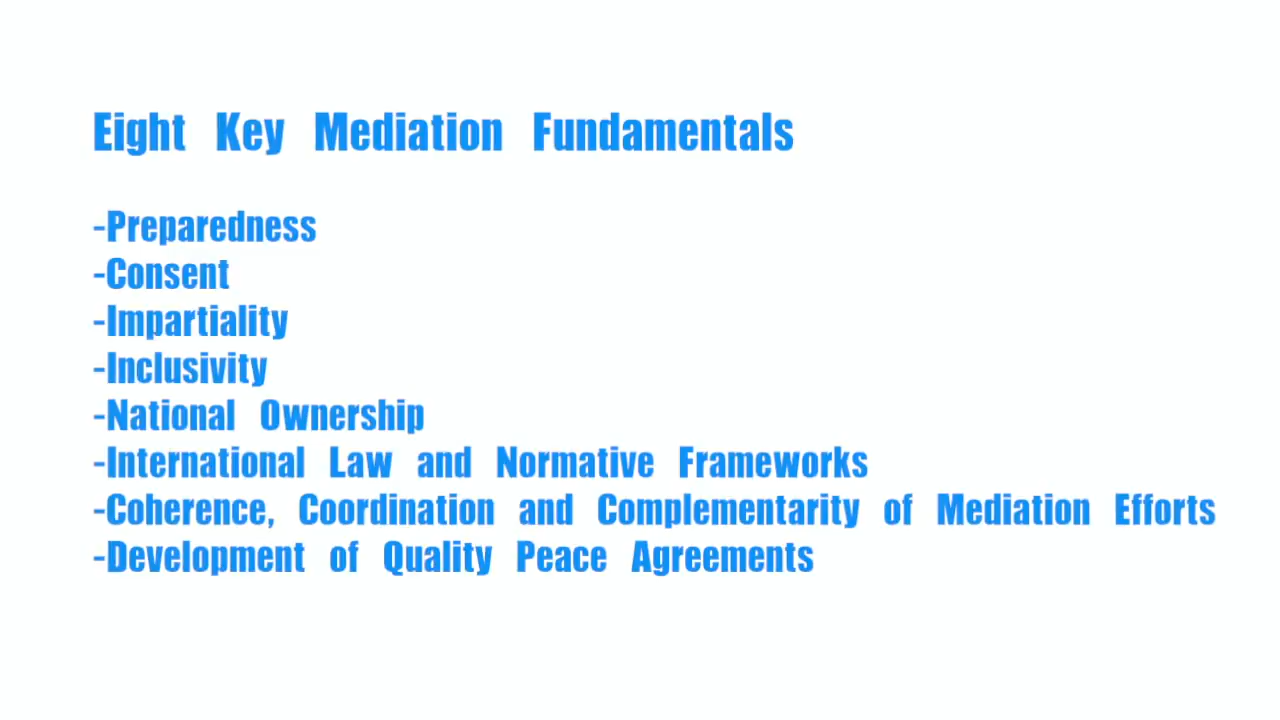 Eight Key Mediation Fundamentals
-Preparedness
-Consent
-Impartiality
-Inclusivity
-National Ownership
-International Law and Normative Frameworks
-Coherence, Coordination and Complementarity of Mediation Efforts
-Development of Quality Peace Agreements